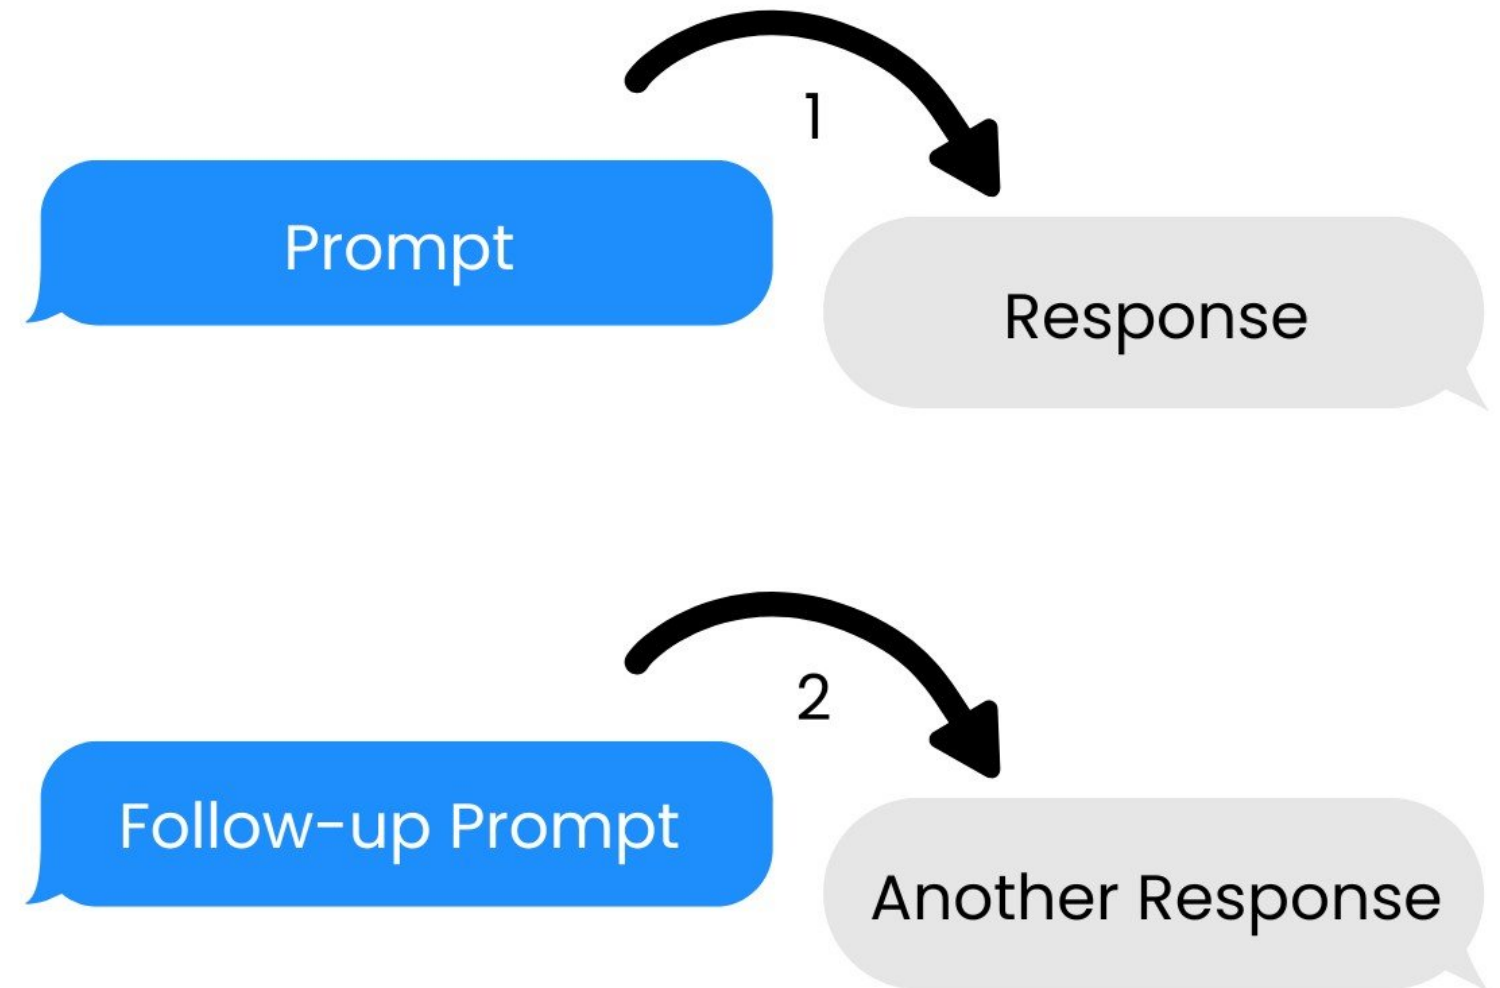 1
Prompt
Response
2
Follow-up Prompt
Another Response